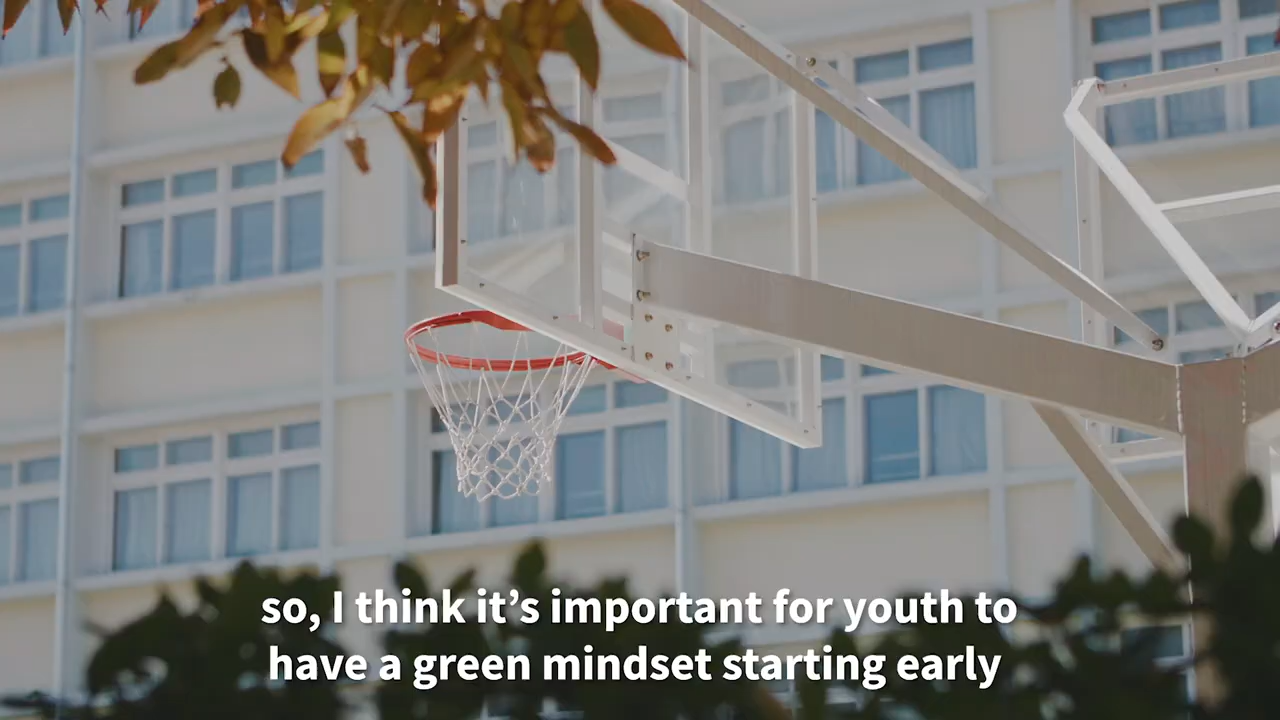 so, I think it’s important for youth to
have a green mindset starting early